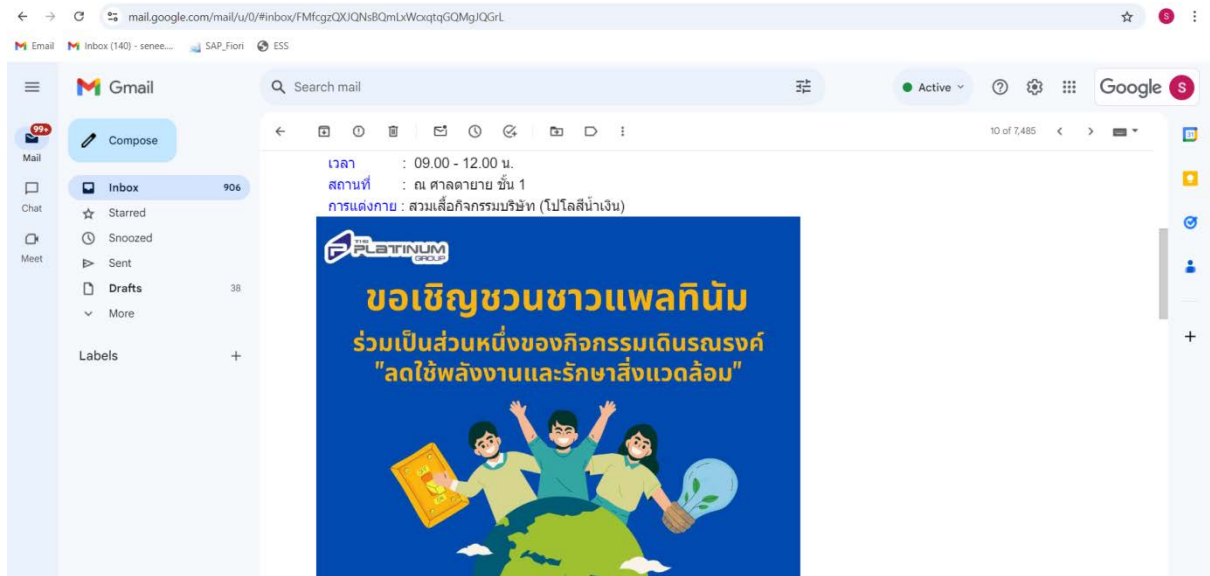 mail.google.com/mail/u/0/#inbox/FMfcgzQXJQNsBQmLxWcxqtqGQMgJQGrL
S
Email
Inbox (140) - senee....
SAP_Fiori
ESS
Gmail
Search mail
Active
Google
S
99+
Mail
Chat
Meet
Compose
Inbox 906
Starred
Snoozed
Sent
Drafts 38
More
Labels
10 of 7,485
31
เวลา : 09.00 - 12.00 น.
สถานที่ : ณ ศาลตายาย ชั้น 1
การแต่งกาย : สวมเสื้อกิจกรรมบริษัท (โปโลสีน้ำเงิน)
THE
PLATINUM
GROUP
ขอเชิญชวนชาวแพลทินัม
ร่วมเป็นส่วนหนึ่งของกิจกรรมเดินรณรงค์
"ลดใช้พลังงานและรักษาสิ่งแวดล้อม"